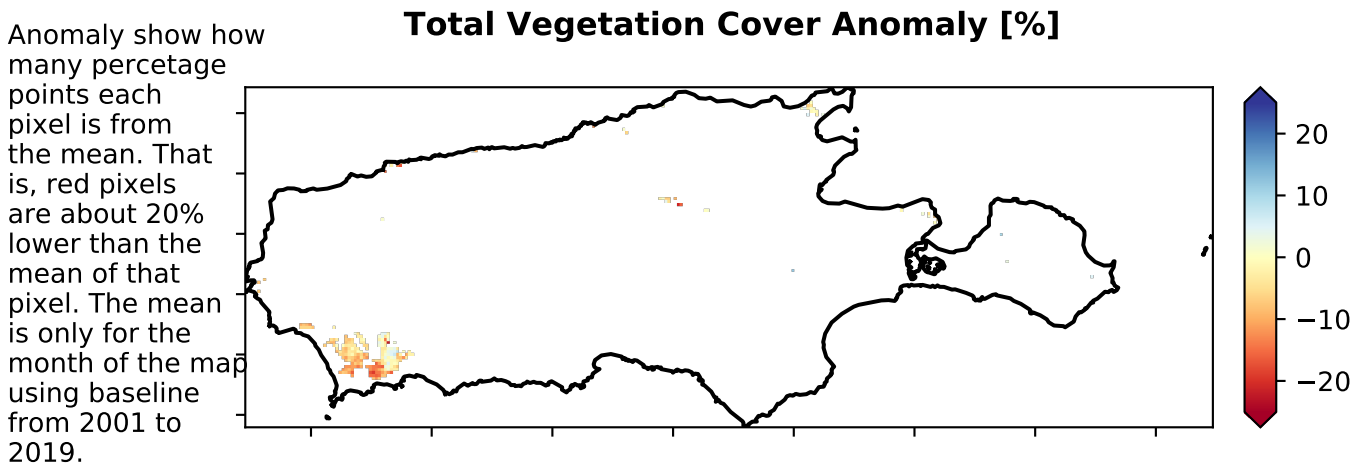 Total Vegetation Cover Anomaly [%]
Anomaly show how
many percetage
points each
pixel is from
the mean. That
is, red pixels
are about 20%
lower than the
mean of that
pixel. The mean
is only for the
month of the map
using baseline
from 2001 to
2019.
20
10
0
−10
−20